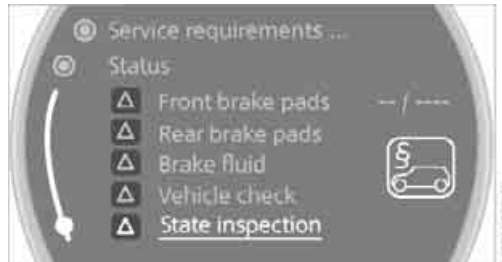 Service requirements ...
Status
Front brake pads --/----
Rear brake pads
Brake fluid
§
Vehicle check
State inspection